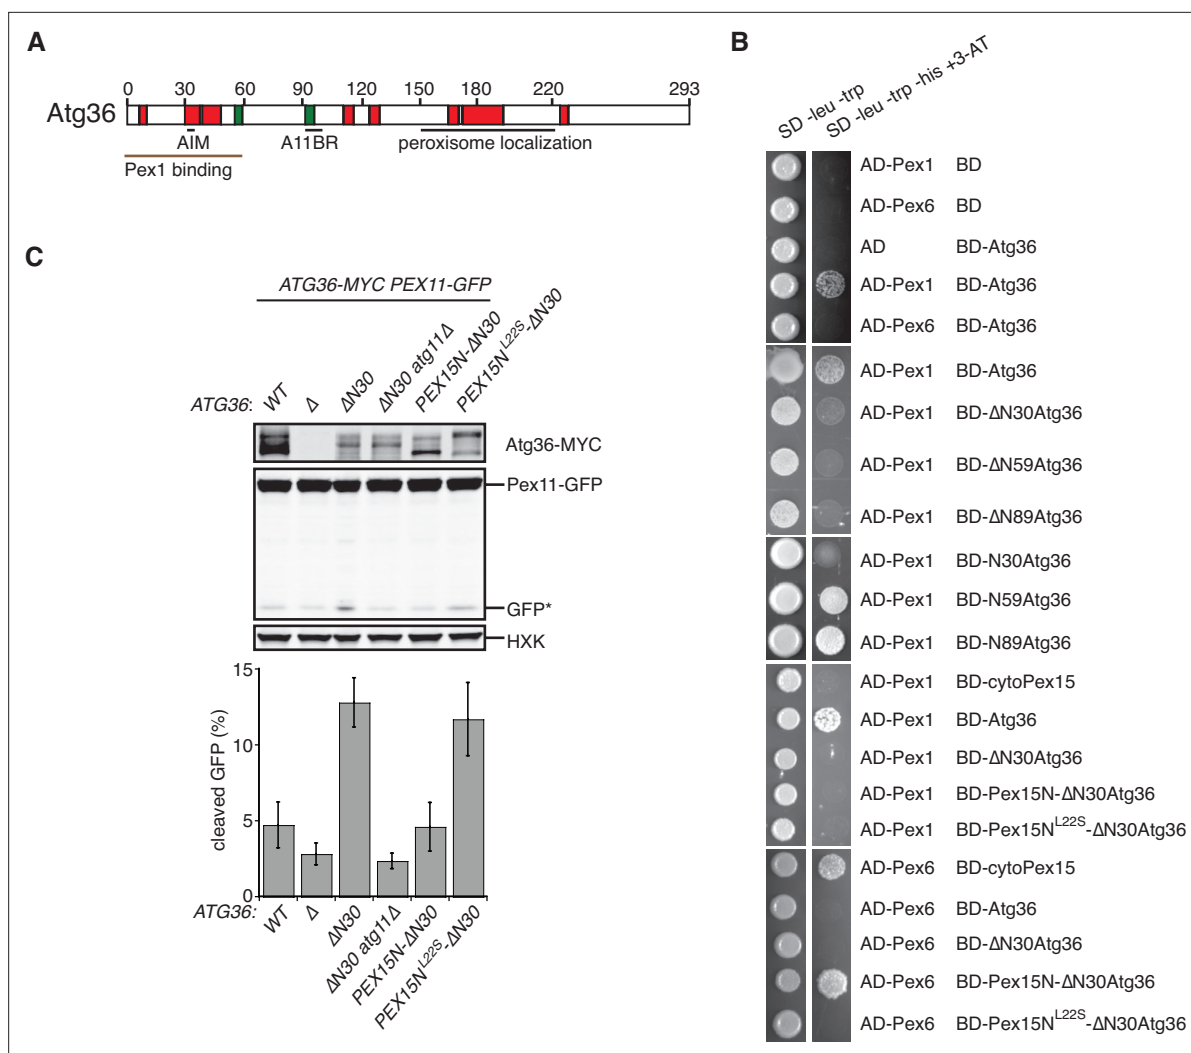 A
0 30 60 90 120 150 180 220 293
Atg36
AIM A11BR peroxisome localization
Pex1 binding
B
SD -leu -trp
SD -leu -trp -his +3-AT
AD-Pex1 BD
AD-Pex6 BD
AD BD-Atg36
AD-Pex1 BD-Atg36
AD-Pex6 BD-Atg36
AD-Pex1 BD-Atg36
AD-Pex1 BD-ΔN30Atg36
AD-Pex1 BD-ΔN59Atg36
AD-Pex1 BD-ΔN89Atg36
AD-Pex1 BD-N30Atg36
AD-Pex1 BD-N59Atg36
AD-Pex1 BD-N89Atg36
AD-Pex1 BD-cytoPex15
AD-Pex1 BD-Atg36
AD-Pex1 BD-ΔN30Atg36
AD-Pex1 BD-Pex15N-ΔN30Atg36
AD-Pex1 BD-Pex15N^L22S-ΔN30Atg36
AD-Pex6 BD-cytoPex15
AD-Pex6 BD-Atg36
AD-Pex6 BD-ΔN30Atg36
AD-Pex6 BD-Pex15N-ΔN30Atg36
AD-Pex6 BD-Pex15N^L22S-ΔN30Atg36
C
ATG36-MYC PEX11-GFP
ATG36: WT Δ ΔN30 ΔN30 atg11Δ PEX15N-ΔN30 PEX15N^L22S-ΔN30
Atg36-MYC
Pex11-GFP
GFP*
HXK
15
10
5
0
cleaved GFP (%)
ATG36: WT Δ ΔN30 ΔN30 atg11Δ PEX15N-ΔN30 PEX15N^L22S-ΔN30